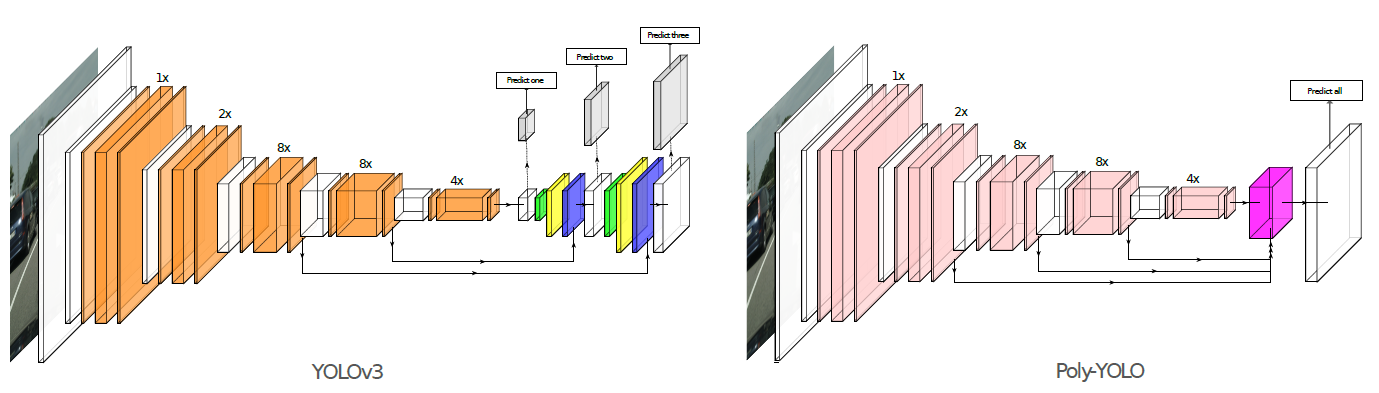 Predict three
Predict two
Predict one
1x
2x
8x
8x
4x
YOLOv3
1x
Predict all
2x
8x
8x
4x
Poly-YOLO